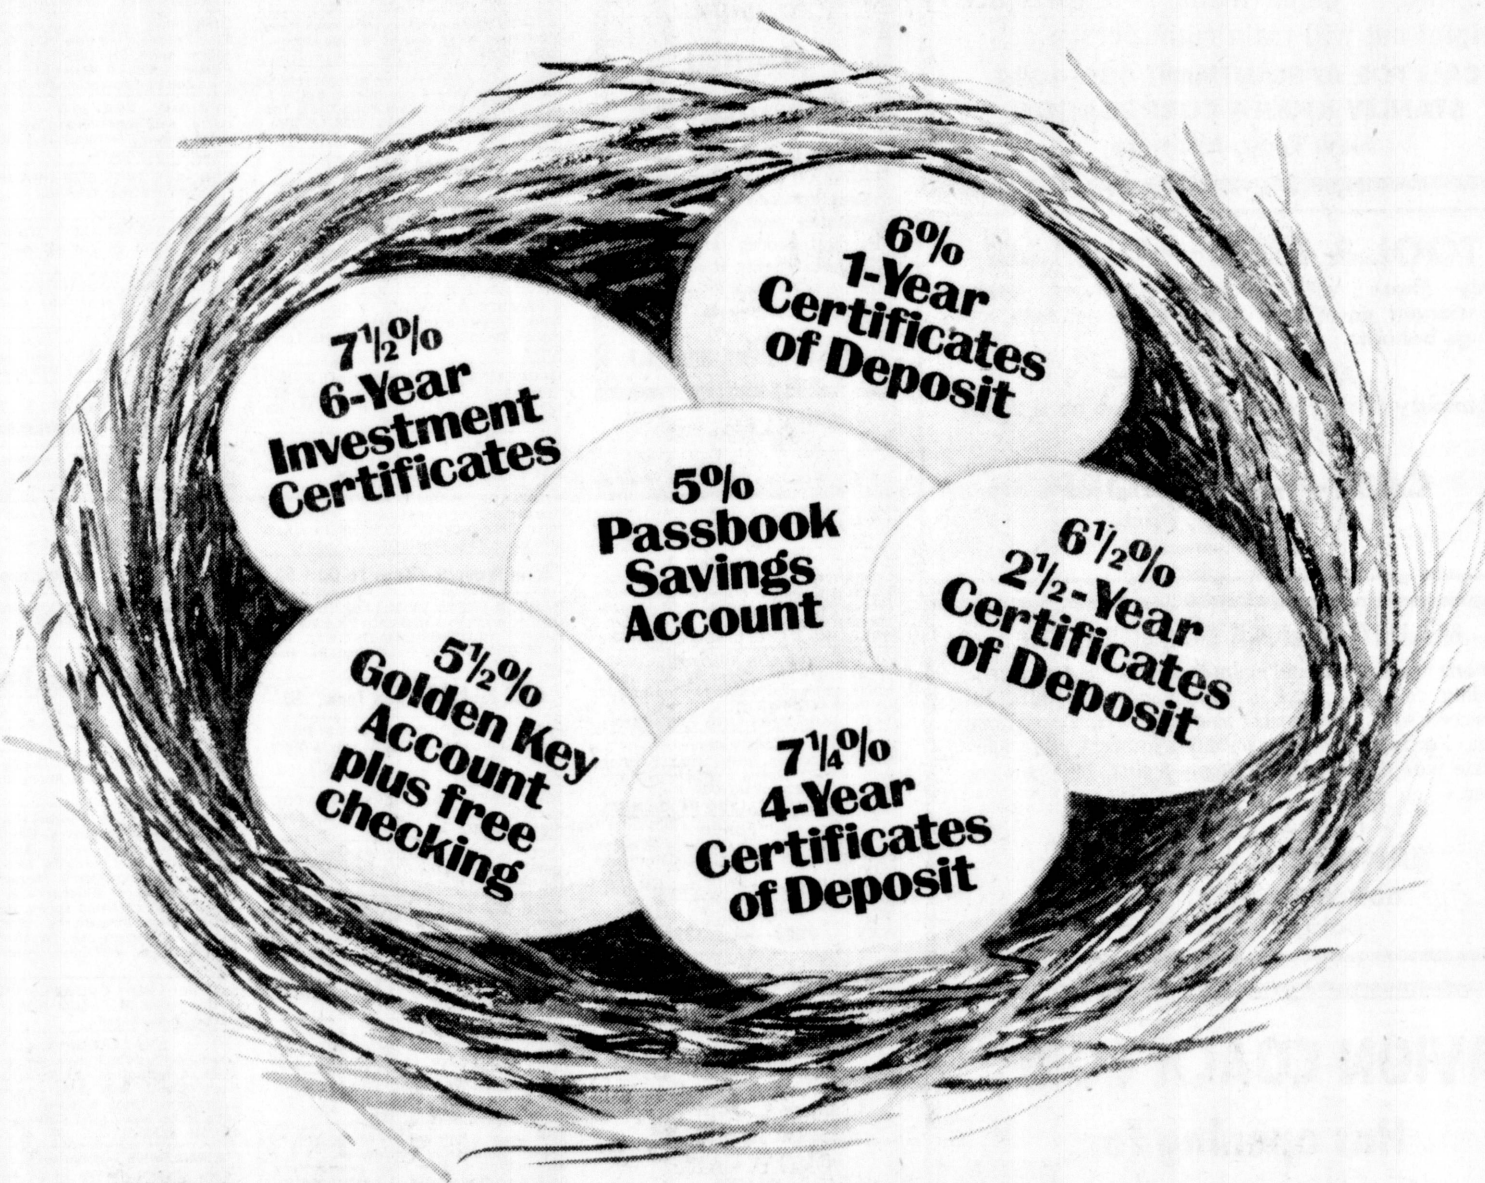 6%
1-Year
Certificates
of Deposit
7½%
6-Year
Investment
Certificates
5%
Passbook
Savings
Account
6½%
2½-Year
Certificates
of Deposit
5½%
Golden Key
Account
plus free
checking
7¼%
4-Year
Certificates
of Deposit